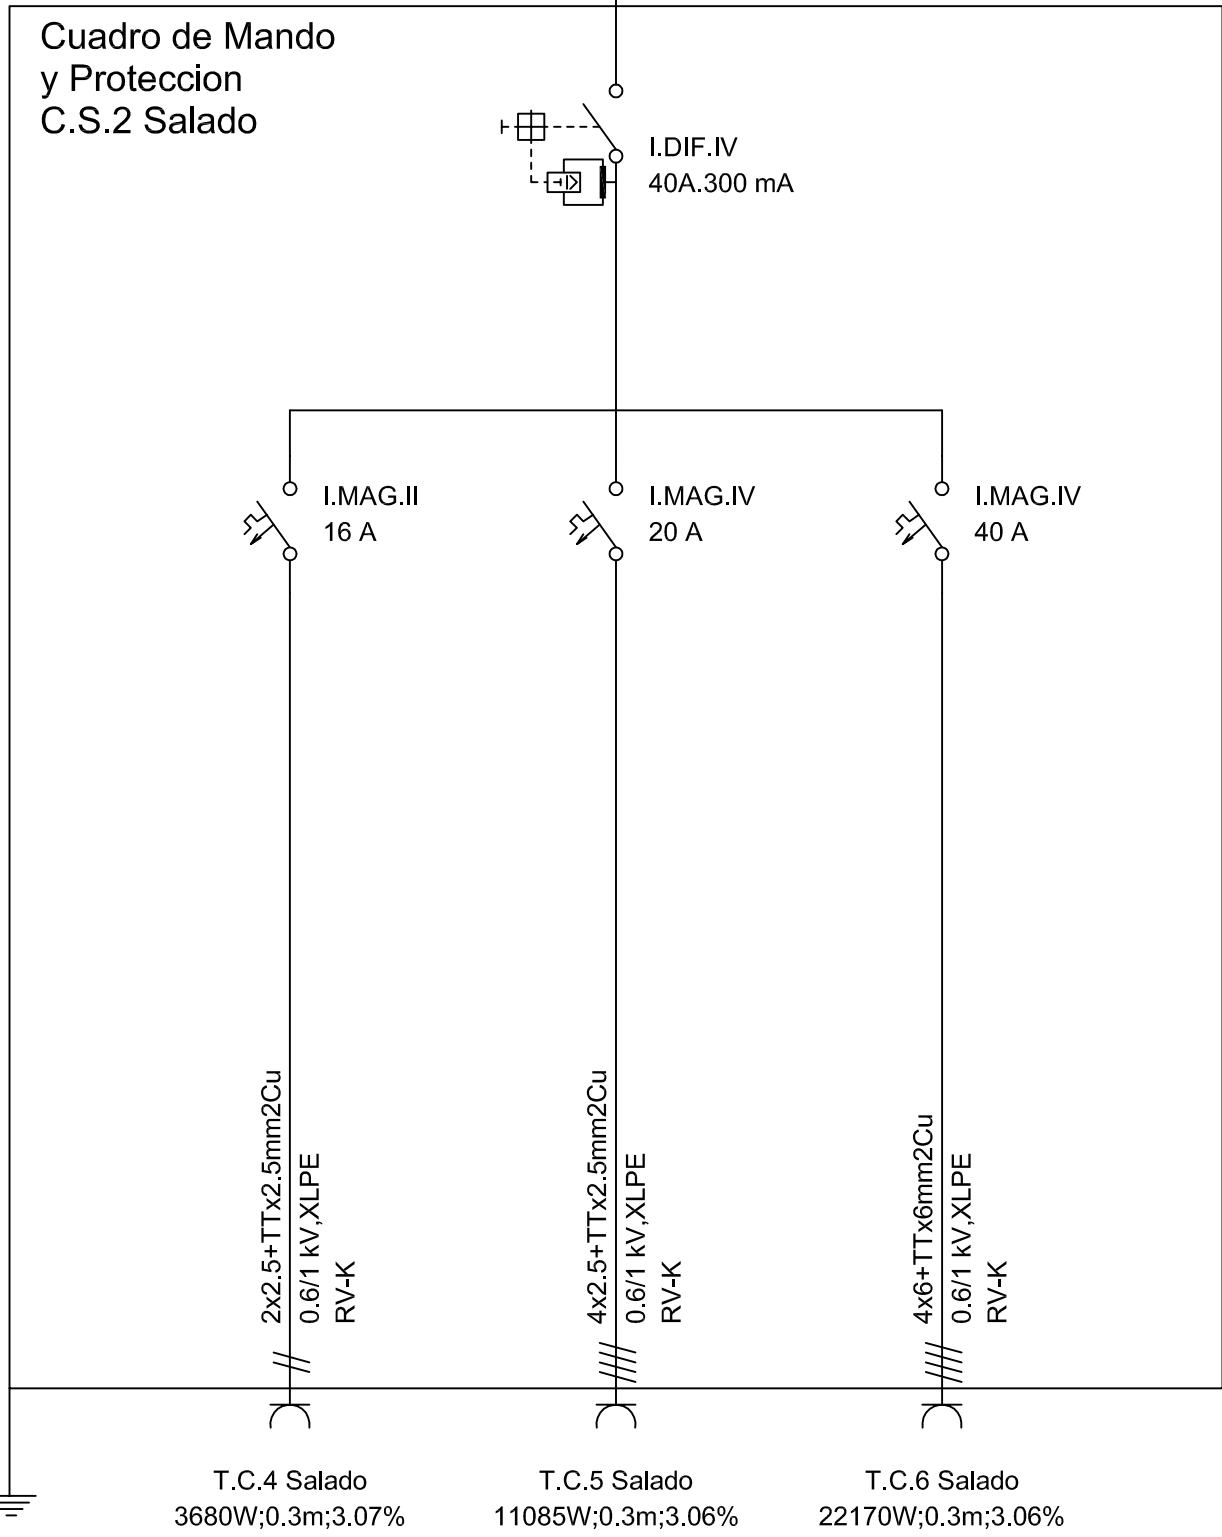 Cuadro de Mando
y Proteccion
C.S.2 Salado
I.DIF.IV
40A.300 mA
I.MAG.II
16 A
I.MAG.IV
20 A
I.MAG.IV
40 A
2x2.5+TTx2.5mm2Cu
0.6/1 kV,XLPE
RV-K
4x2.5+TTx2.5mm2Cu
0.6/1 kV,XLPE
RV-K
4x6+TTx6mm2Cu
0.6/1 kV,XLPE
RV-K
T.C.4 Salado
3680W;0.3m;3.07%
T.C.5 Salado
11085W;0.3m;3.06%
T.C.6 Salado
22170W;0.3m;3.06%